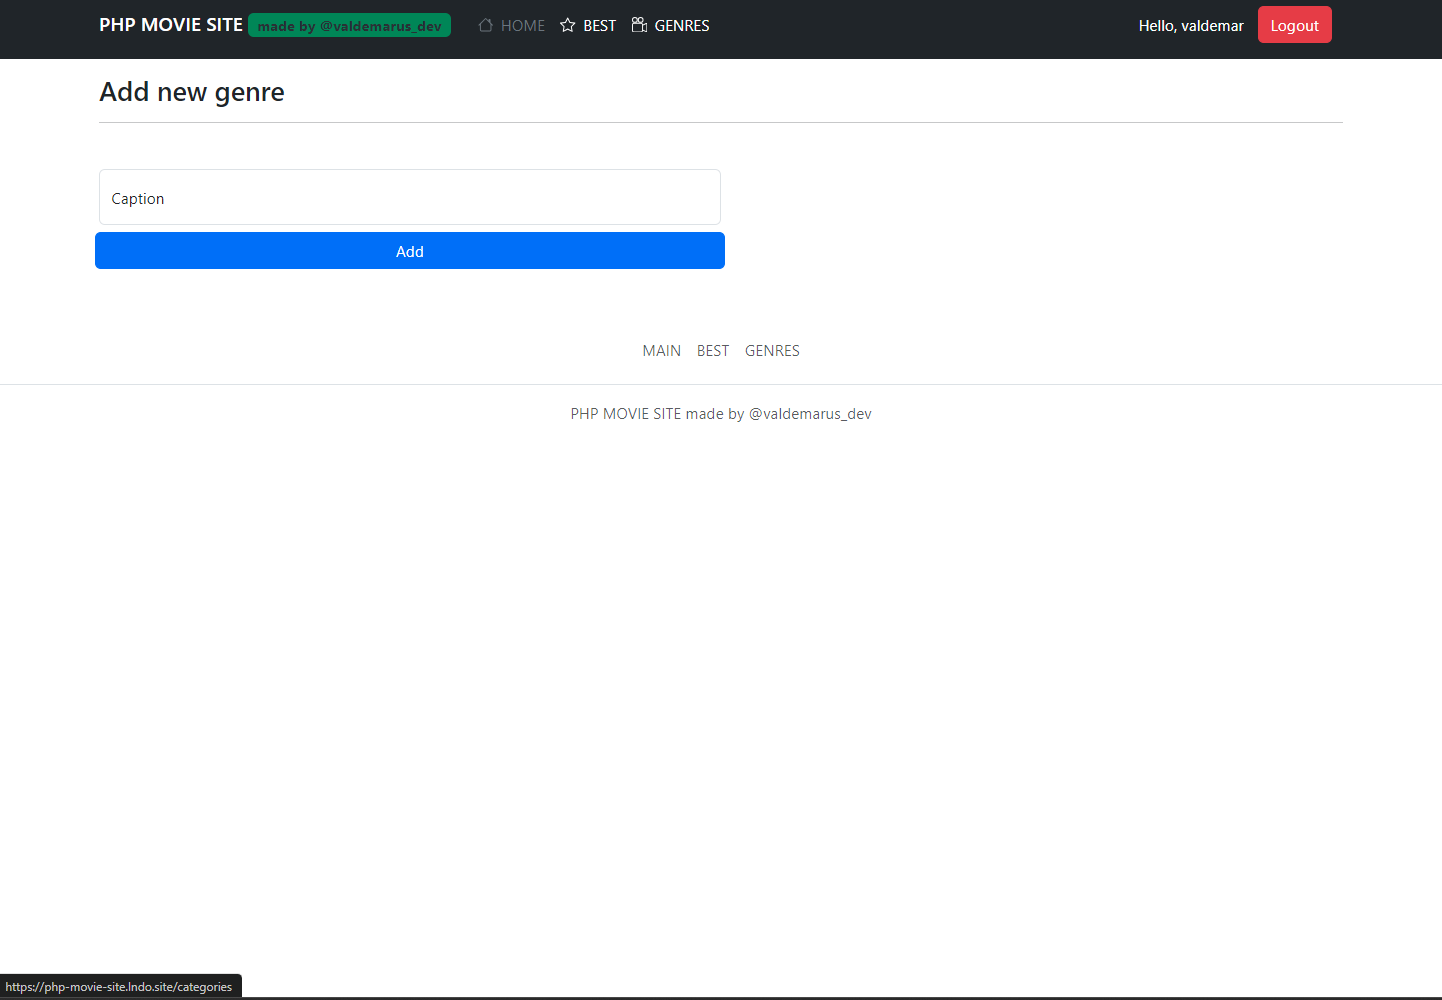 PHP MOVIE SITE made by @valdemarus_dev HOME BEST GENRES Hello, valdemar Logout
Add new genre
Caption
Add
MAIN BEST GENRES
PHP MOVIE SITE made by @valdemarus_dev
https://php-movie-site.lndo.site/categories